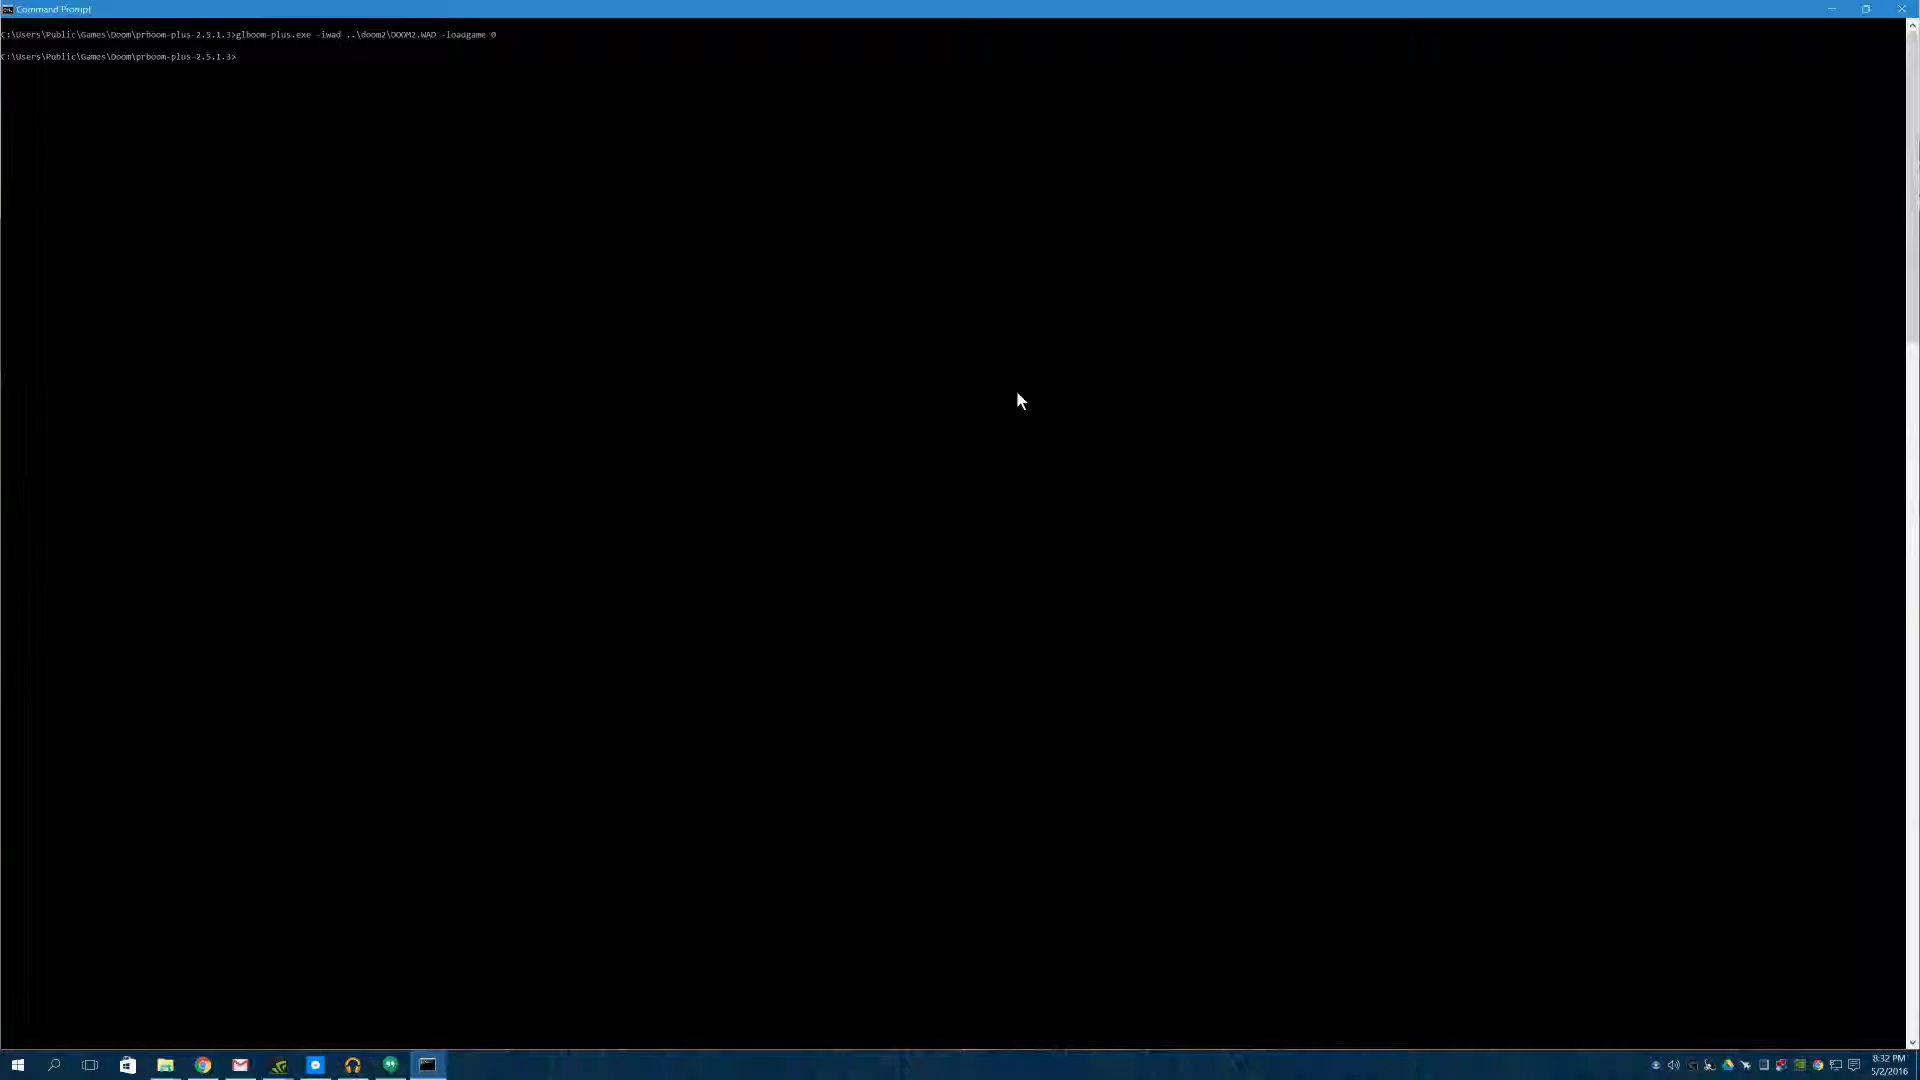 Command Prompt
C:\Users\Public\Games\Doom\prboom-plus-2.5.1.3>glboom-plus.exe -iwad ..\doom2\DOOM2.WAD -loadgame 0
C:\Users\Public\Games\Doom\prboom-plus-2.5.1.3>
8:32 PM
5/2/2016